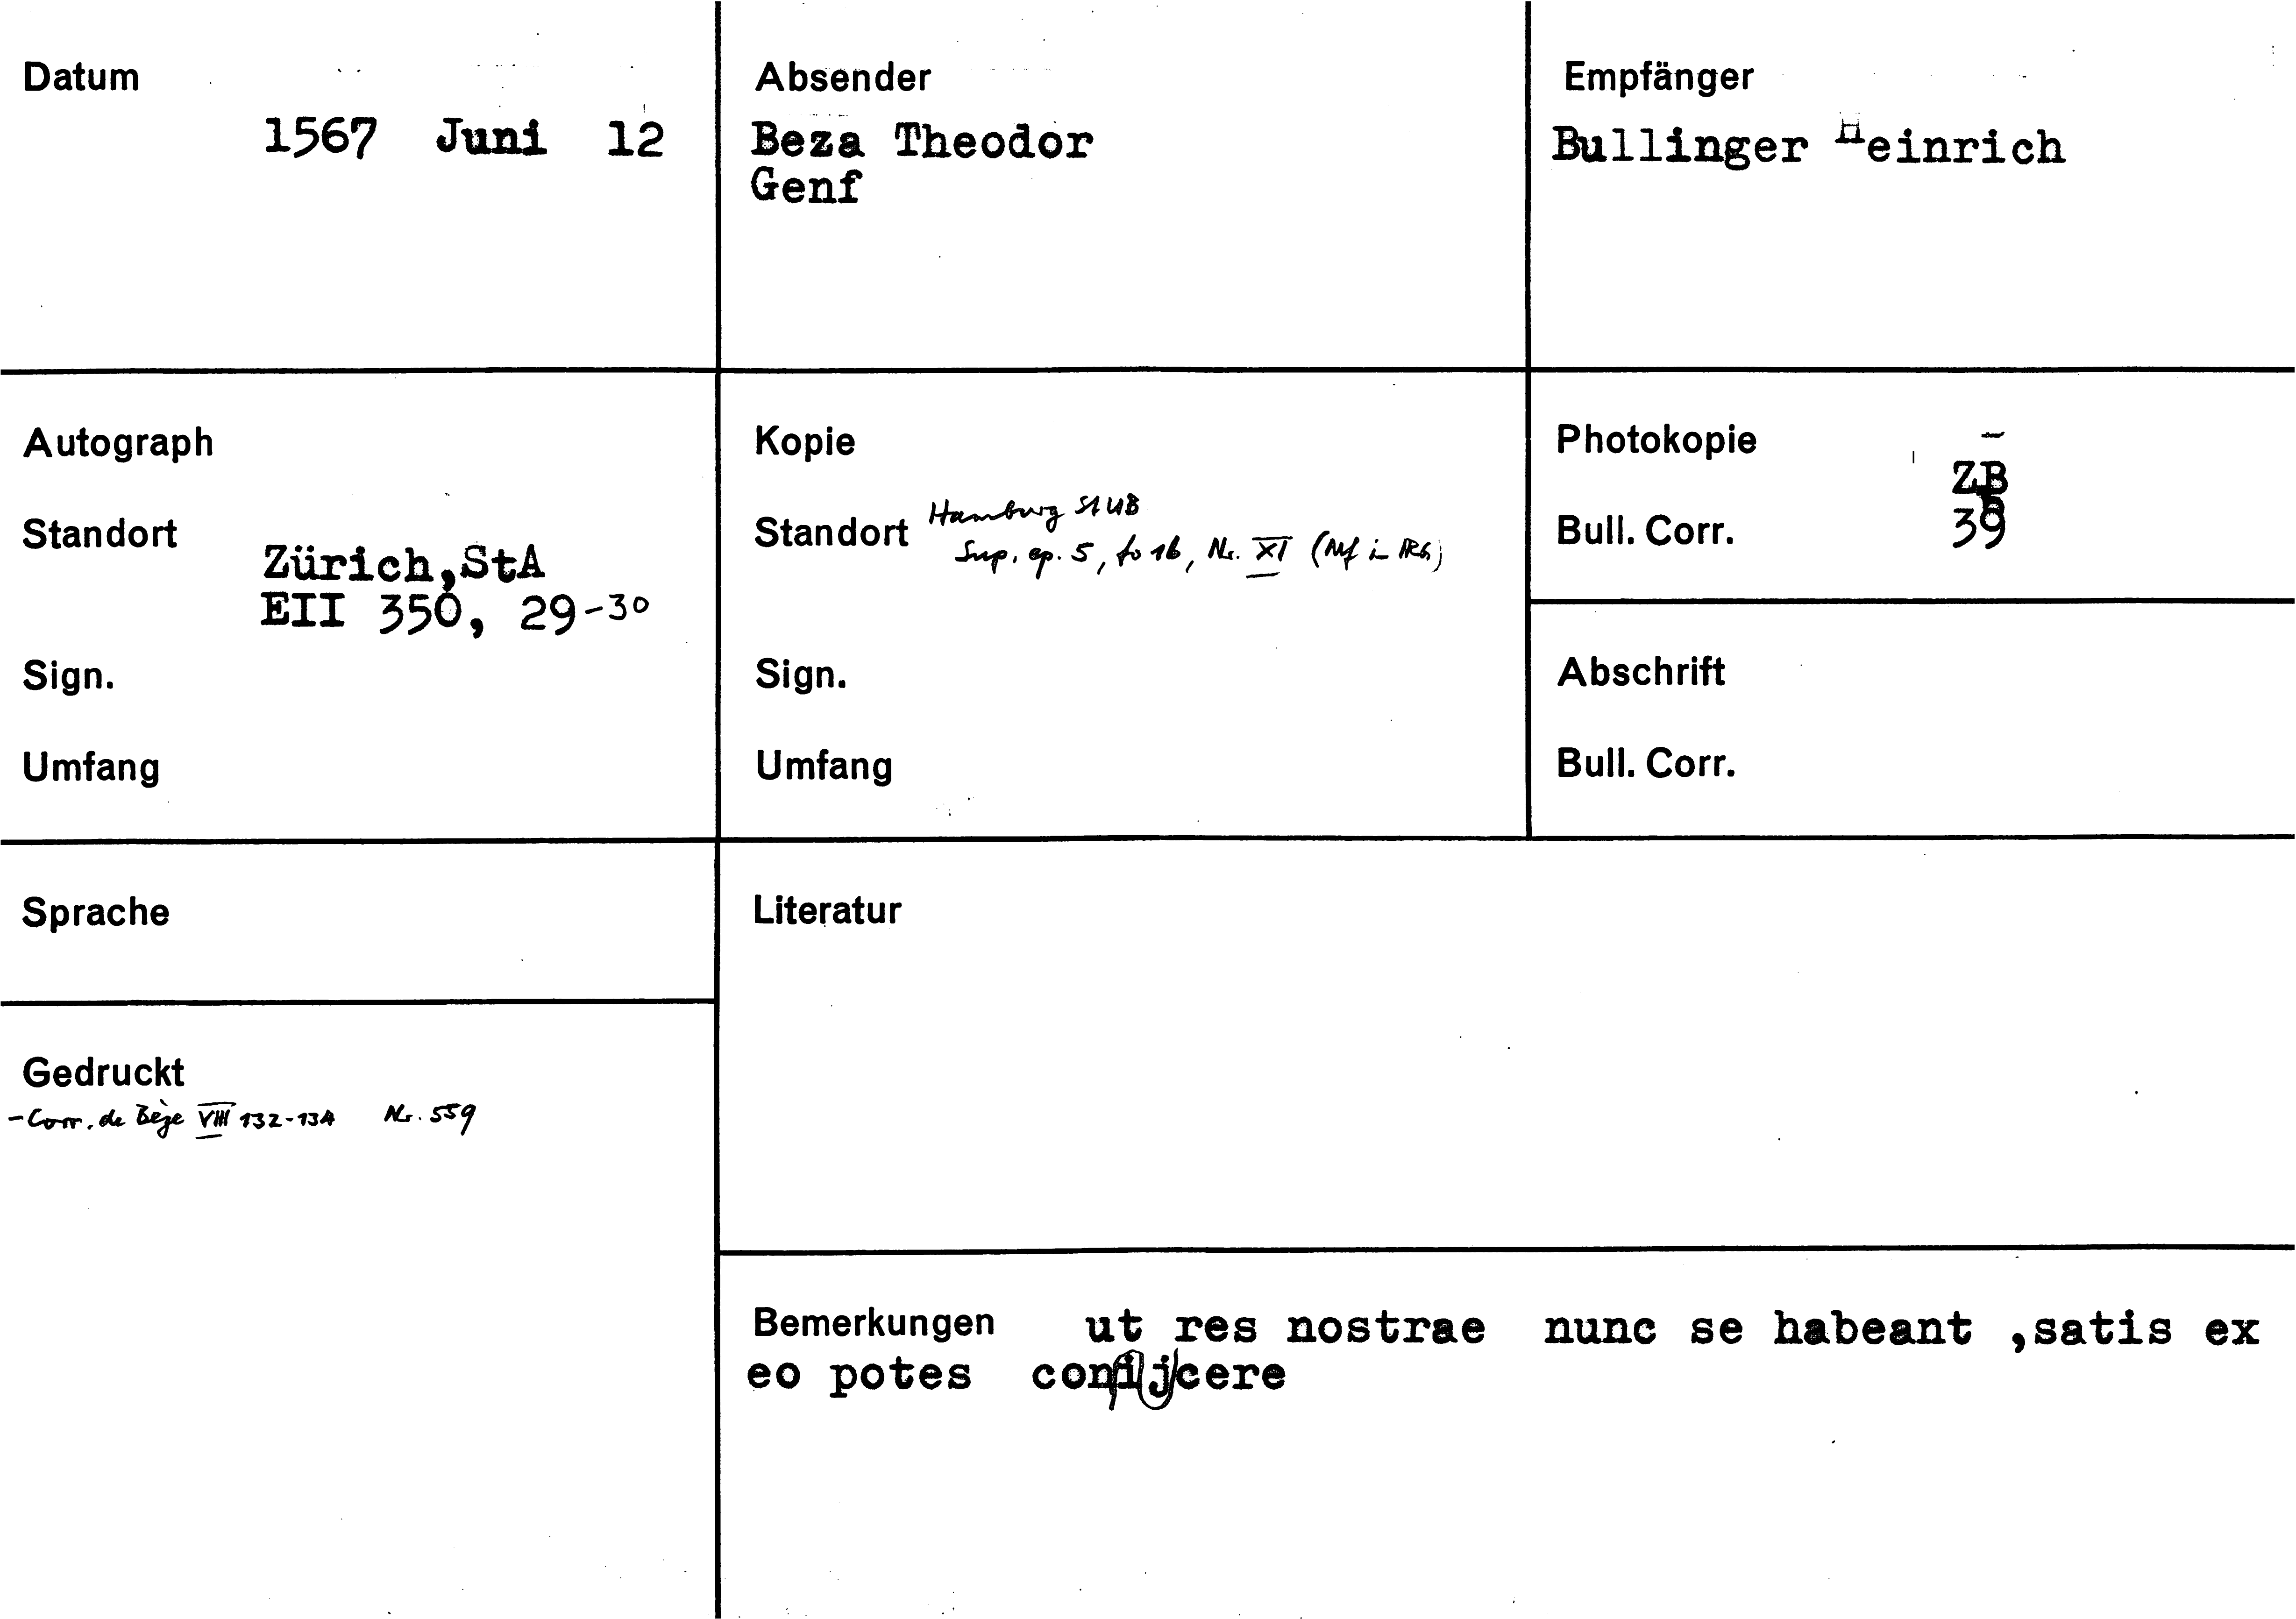 Datum
1567 Juni 12
Absender
Beza Theodor
Genf
Empfänger
Bullinger Heinrich
Autograph
Standort
Zürich,StA
EII 350, 29-30
Sign.
Umfang
Kopie
Standort Hamburg StUB
Sup. ep. 5, fo 16, Nr. XI (Mf in IRG)
Sign.
Umfang
Photokopie
ZB
Bull. Corr. 39
Abschrift
Bull. Corr.
Sprache
Gedruckt
- Corr. de Bèze VIII 132-134 Nr. 559
Literatur
Bemerkungen ut res nostrae nunc se habeant ,satis ex
eo potes conijcere